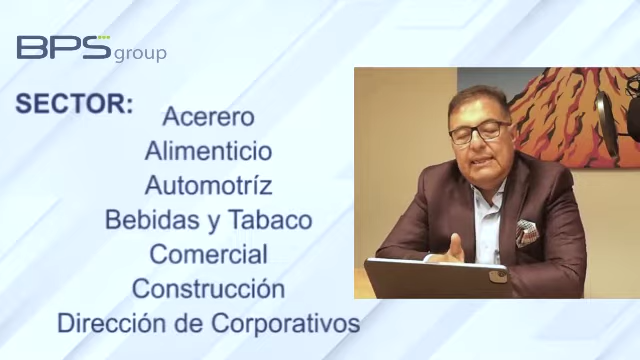 BPS group
SECTOR:
Acerero
Alimenticio
Automotríz
Bebidas y Tabaco
Comercial
Construcción
Dirección de Corporativos